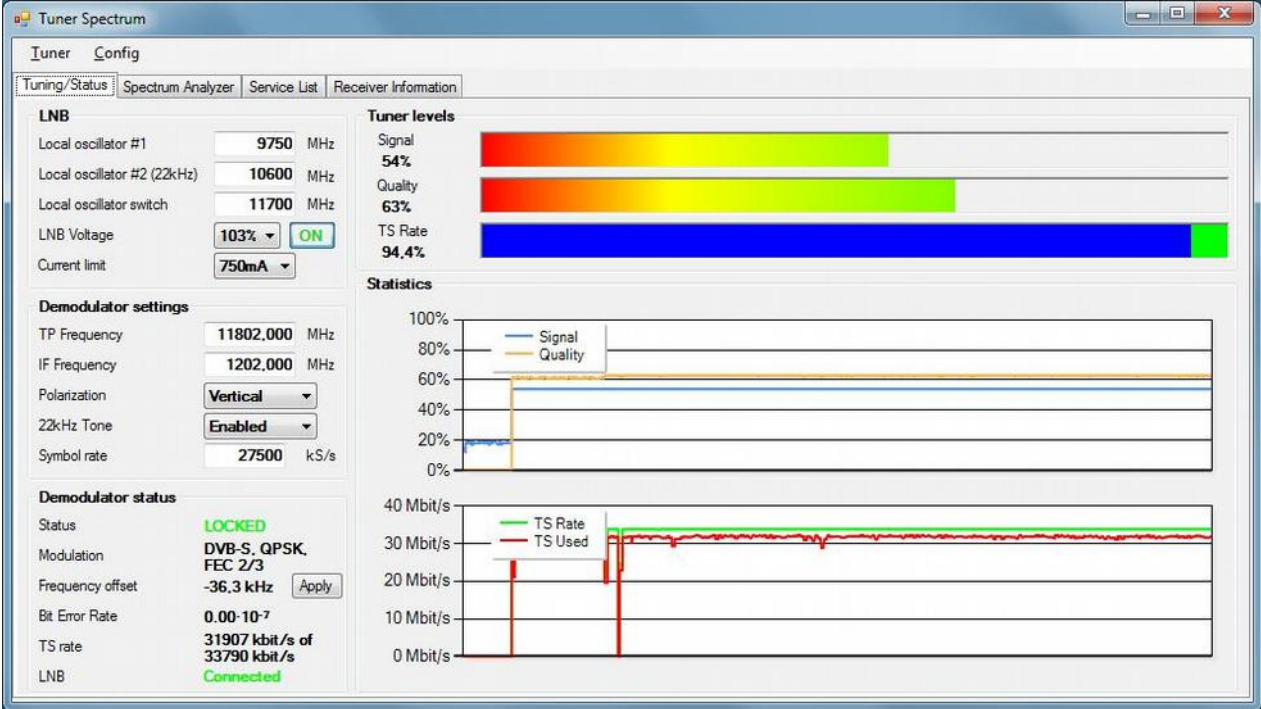 Tuner Spectrum
Tuner Config
Tuning/Status Spectrum Analyzer Service List Receiver Information
LNB
Local oscillator #1 9750 MHz
Local oscillator #2 (22kHz) 10600 MHz
Local oscillator switch 11700 MHz
LNB Voltage 103% ON
Current limit 750mA
Demodulator settings
TP Frequency 11802,000 MHz
IF Frequency 1202,000 MHz
Polarization Vertical
22kHz Tone Enabled
Symbol rate 27500 kS/s
Demodulator status
Status LOCKED
Modulation DVB-S, QPSK,
FEC 2/3
Frequency offset -36,3 kHz Apply
Bit Error Rate 0.00·10-7
TS rate 31907 kbit/s of
33790 kbit/s
LNB Connected
Tuner levels
Signal
54%
Quality
63%
TS Rate
94,4%
Statistics
100%
80%
60%
40%
20%
0%
Signal
Quality
40 Mbit/s
30 Mbit/s
20 Mbit/s
10 Mbit/s
0 Mbit/s
TS Rate
TS Used